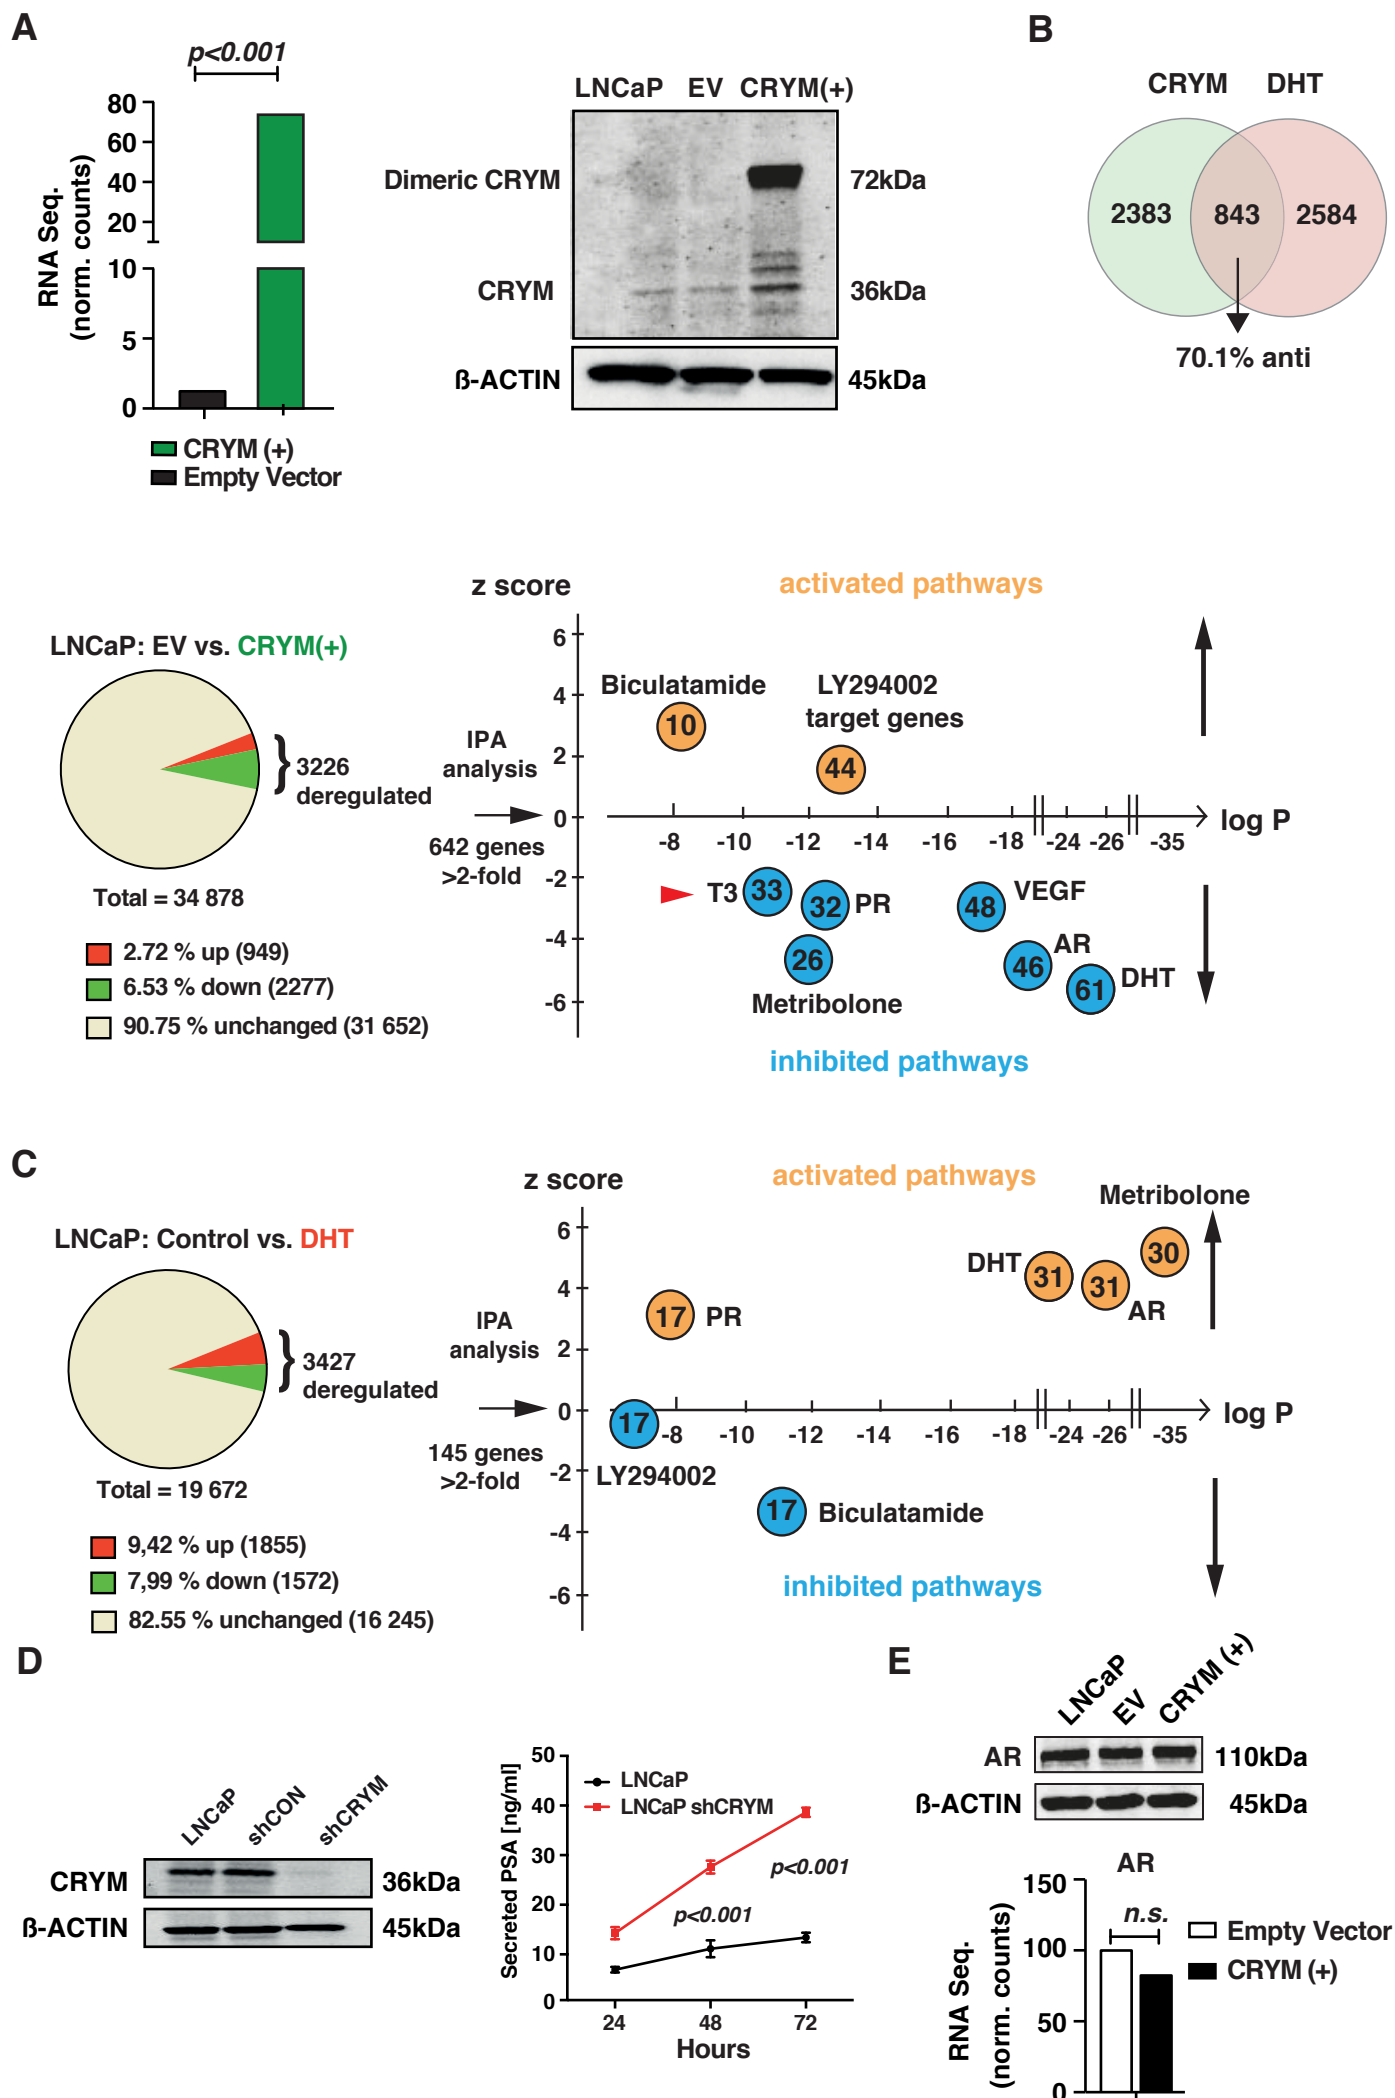 A
p<0.001
RNA Seq.
(norm. counts)
80
60
40
20
10
5
0
CRYM (+)
Empty Vector
LNCaP EV CRYM(+)
Dimeric CRYM
72kDa
CRYM
36kDa
ß-ACTIN
45kDa
B
CRYM DHT
2383 843 2584
70.1% anti
LNCaP: EV vs. CRYM(+)
3226
deregulated
Total = 34 878
2.72 % up (949)
6.53 % down (2277)
90.75 % unchanged (31 652)
IPA
analysis
642 genes
>2-fold
z score
activated pathways
6
4
2
0
-2
-4
-6
Biculatamide
10
LY294002
target genes
44
-8 -10 -12 -14 -16 -18 -24 -26 -35
log P
T3 33
32 PR
26
Metribolone
48 VEGF
46 AR
61 DHT
inhibited pathways
C
LNCaP: Control vs. DHT
3427
deregulated
Total = 19 672
9,42 % up (1855)
7,99 % down (1572)
82.55 % unchanged (16 245)
IPA
analysis
145 genes
>2-fold
z score
activated pathways
6
4
2
0
-2
-4
-6
Metribolone
30
DHT 31
31 AR
17 PR
17
LY294002
-8 -10 -12 -14 -16 -18 -24 -26 -35
log P
17 Biculatamide
inhibited pathways
D
LNCaP
shCON
shCRYM
CRYM
36kDa
ß-ACTIN
45kDa
Secreted PSA [ng/ml]
50
40
30
20
10
0
LNCaP
LNCaP shCRYM
p<0.001
p<0.001
24 48 72
Hours
E
LNCaP
EV
CRYM (+)
AR
110kDa
ß-ACTIN
45kDa
AR
RNA Seq.
(norm. counts)
150
100
50
0
n.s.
Empty Vector
CRYM (+)